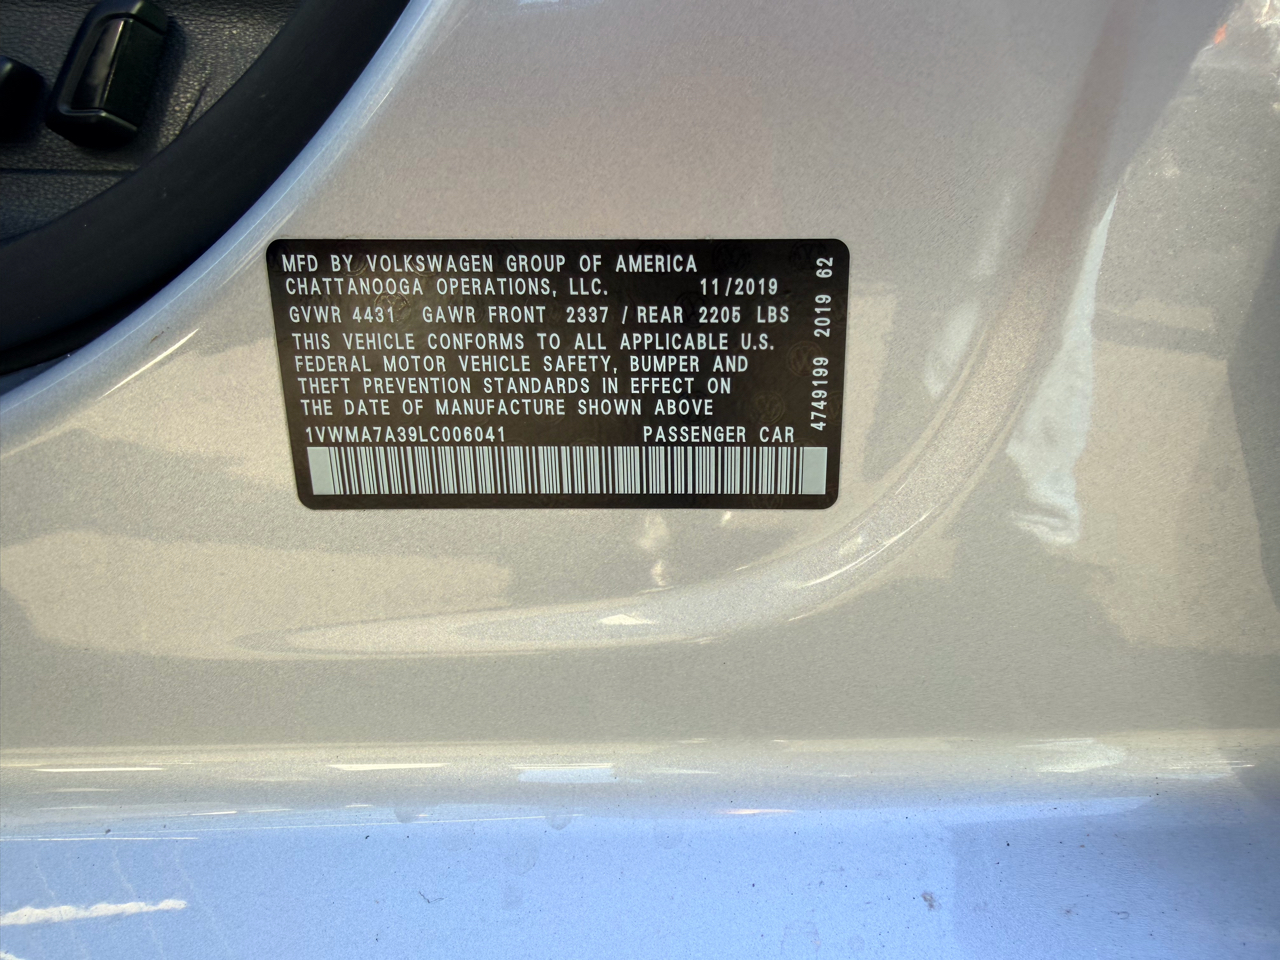 MFD BY VOLKSWAGEN GROUP OF AMERICA
CHATTANOOGA OPERATIONS, LLC. 11/2019
GVWR 4431 GAWR FRONT 2337 / REAR 2205 LBS
THIS VEHICLE CONFORMS TO ALL APPLICABLE U.S.
FEDERAL MOTOR VEHICLE SAFETY, BUMPER AND
THEFT PREVENTION STANDARDS IN EFFECT ON
THE DATE OF MANUFACTURE SHOWN ABOVE
1VWMA7A39LC006041 PASSENGER CAR
4749199 2019 62